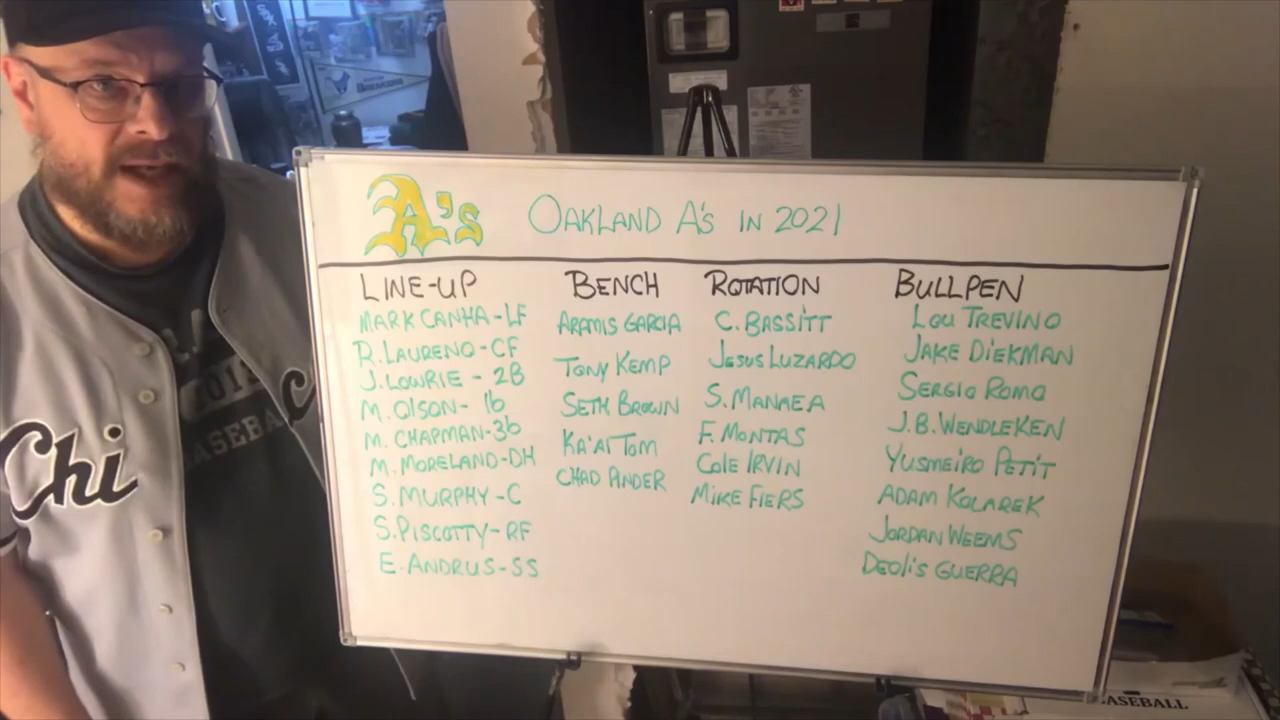 A's OAKLAND A's IN 2021
LINE-UP
MARK CANHA-LF
R. LAURENO-CF
J. LOWRIE - 2B
M. OlSON- 1b
M. CHAPMAN-3b
M. MORELAND-DH
S. MURPHY-C
S. PISCOTTY-RF
E. ANDRUS-SS
BENCH
ARAMIS GARCIA
TONY KEMP
SETH BROWN
KA'AI TOM
CHAD PINDER
ROTATION
C. BASSITT
JESUS LUZARDO
S. MANAEA
F. MONTAS
COLE IRVIN
MIKE FIERS
BULLPEN
LOU TREVINO
JAKE DIEKMAN
SERGIO ROMO
J.B. WENDLEKEN
YUSMEIRO PETIT
ADAM KOLAREK
JORDAN WEEMS
DEOLIS GUERRA
Chi
C
2019
BASEBA
BREAKERS
BASEBALL